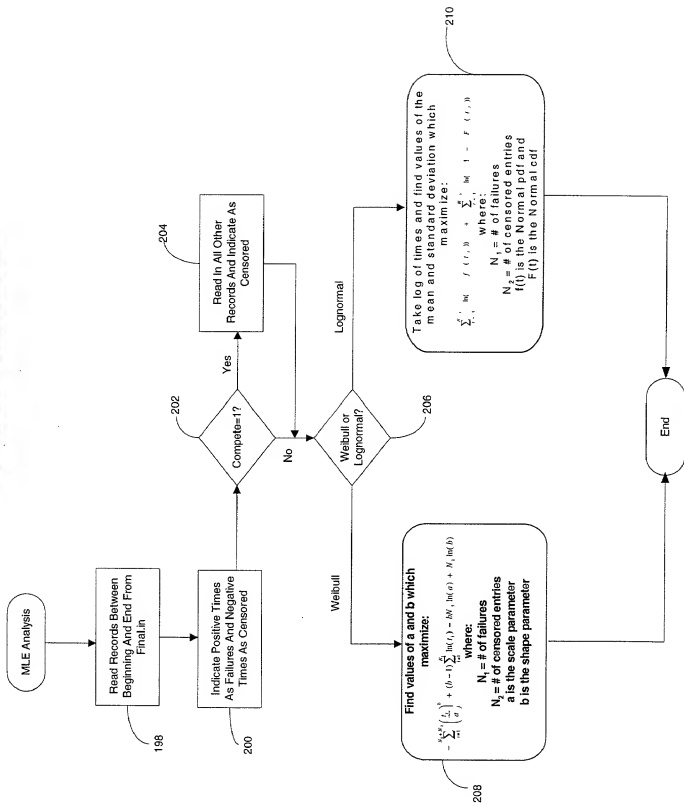 MLE Analysis
Read Records Between
Beginning And End From
Final.in
198
Indicate Positive Times
As Failures And Negative
Times As Censored
200
Compete=1?
202
Yes
No
Read In All Other
Records And Indicate As
Censored
204
Weibull or
Lognormal?
206
Weibull
Lognormal
Find values of a and b which
maximize:
where:
N₁ = # of failures
N₂ = # of censored entries
a is the scale parameter
b is the shape parameter
208
Take log of times and find values of the
mean and standard deviation which
maximize:
where:
N₁ = # of failures
N₂ = # of censored entries
f(t) is the Normal pdf and
F(t) is the Normal cdf
210
End